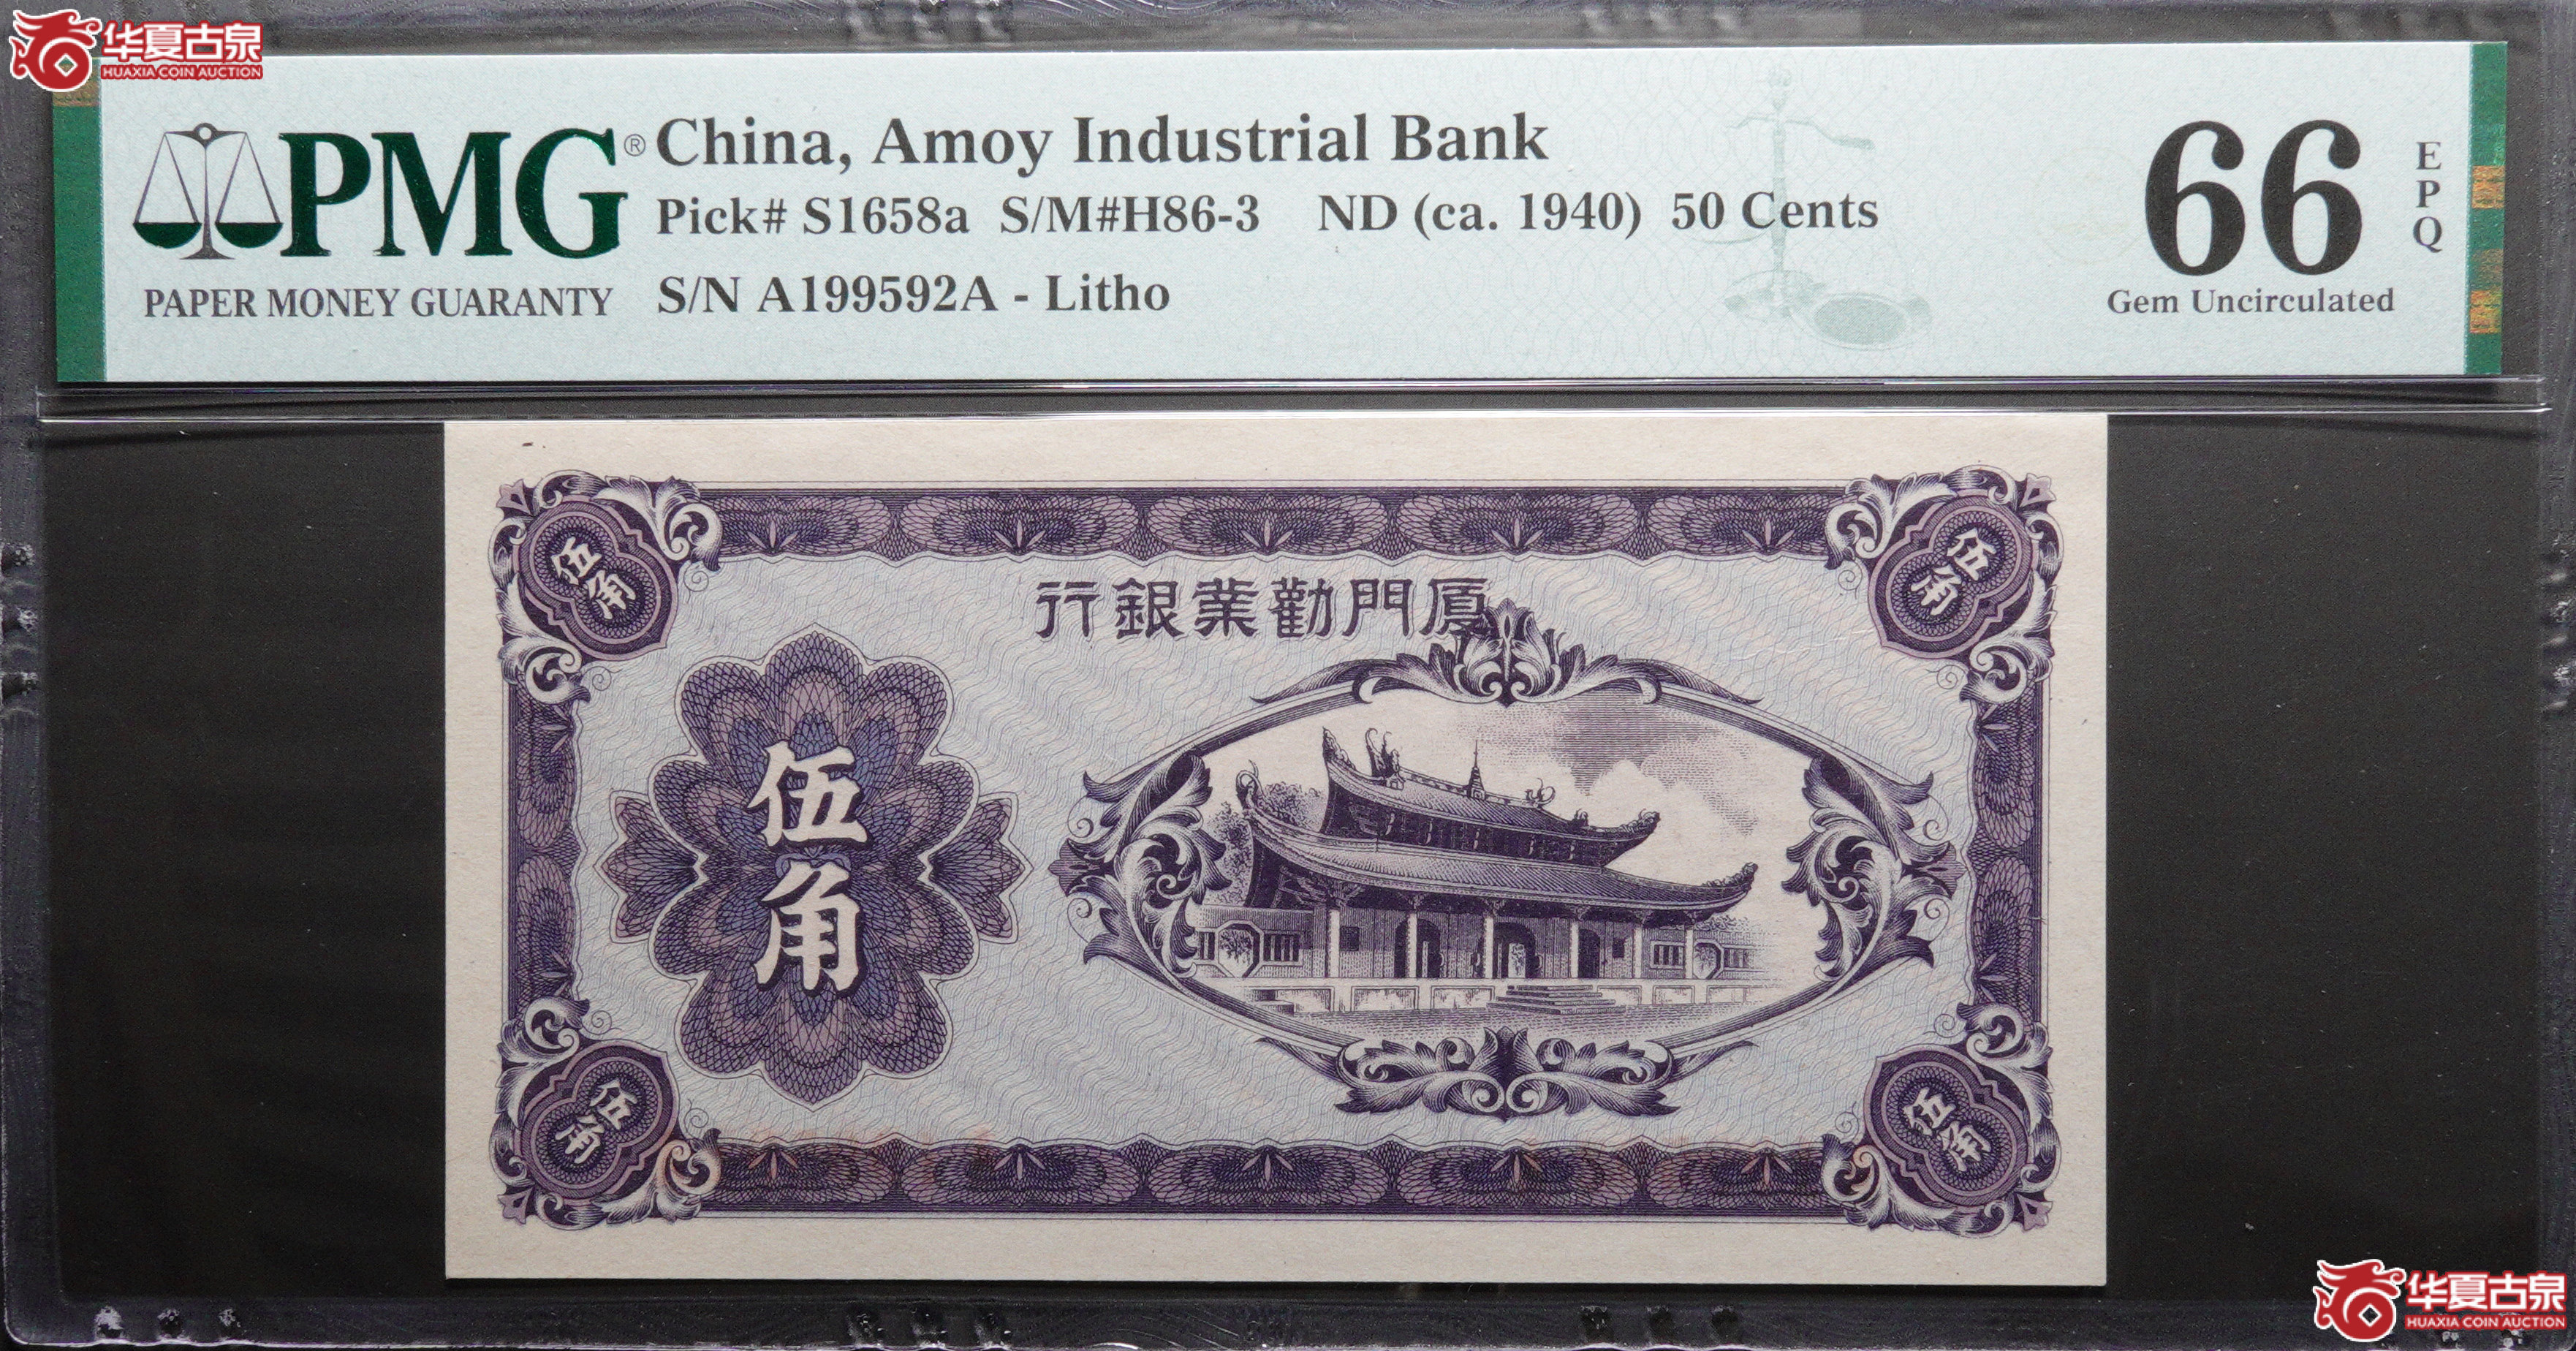 华夏古泉
HUAXIA COIN AUCTION
PMG®
PAPER MONEY GUARANTY
China, Amoy Industrial Bank
Pick# S1658a S/M#H86-3 ND (ca. 1940) 50 Cents
S/N A199592A - Litho
66
EPQ
Gem Uncirculated
伍角
伍角
行銀業勸門厦
伍角
伍角
伍角
华夏古泉
HUAXIA COIN AUCTION